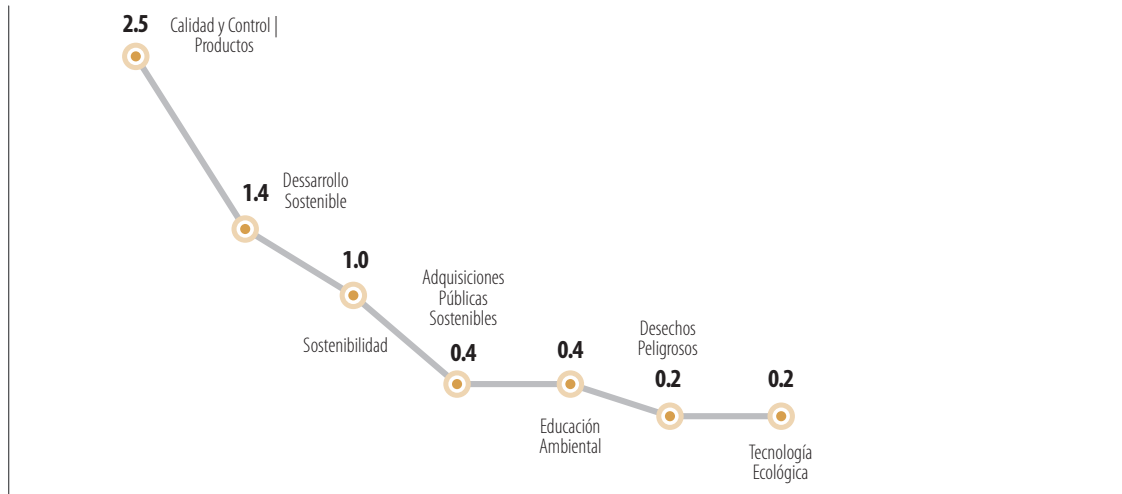 2.5
Calidad y Control |
Productos
1.4
Dessarrollo
Sostenible
1.0
Sostenibilidad
Adquisiciones
Públicas
Sostenibles
0.4
0.4
Educación
Ambiental
Desechos
Peligrosos
0.2
0.2
Tecnología
Ecológica